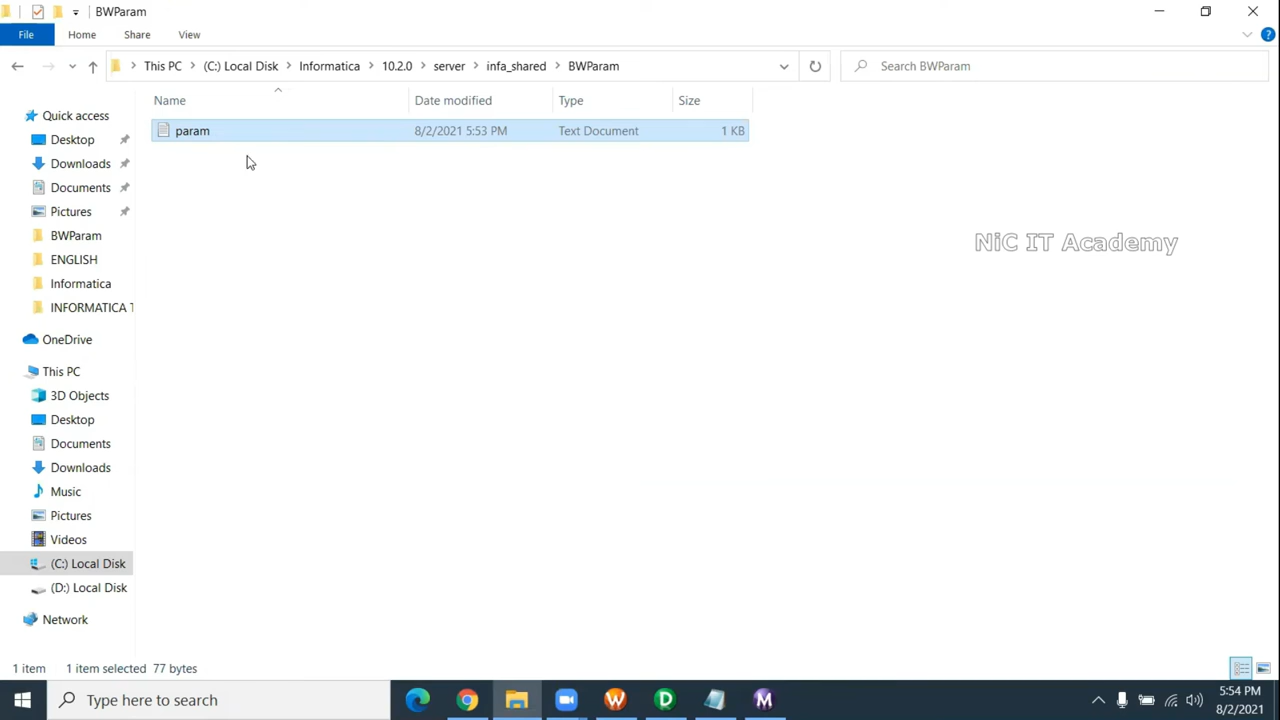 BWParam
File Home Share View
This PC (C:) Local Disk Informatica 10.2.0 server infa_shared BWParam Search BWParam
Name Date modified Type Size
param 8/2/2021 5:53 PM Text Document 1 KB
Quick access
Desktop
Downloads
Documents
Pictures
BWParam
ENGLISH
Informatica
INFORMATICA T
OneDrive
This PC
3D Objects
Desktop
Documents
Downloads
Music
Pictures
Videos
(C:) Local Disk
(D:) Local Disk
Network
NiC IT Academy
1 item 1 item selected 77 bytes
Type here to search W D M 5:54 PM
8/2/2021